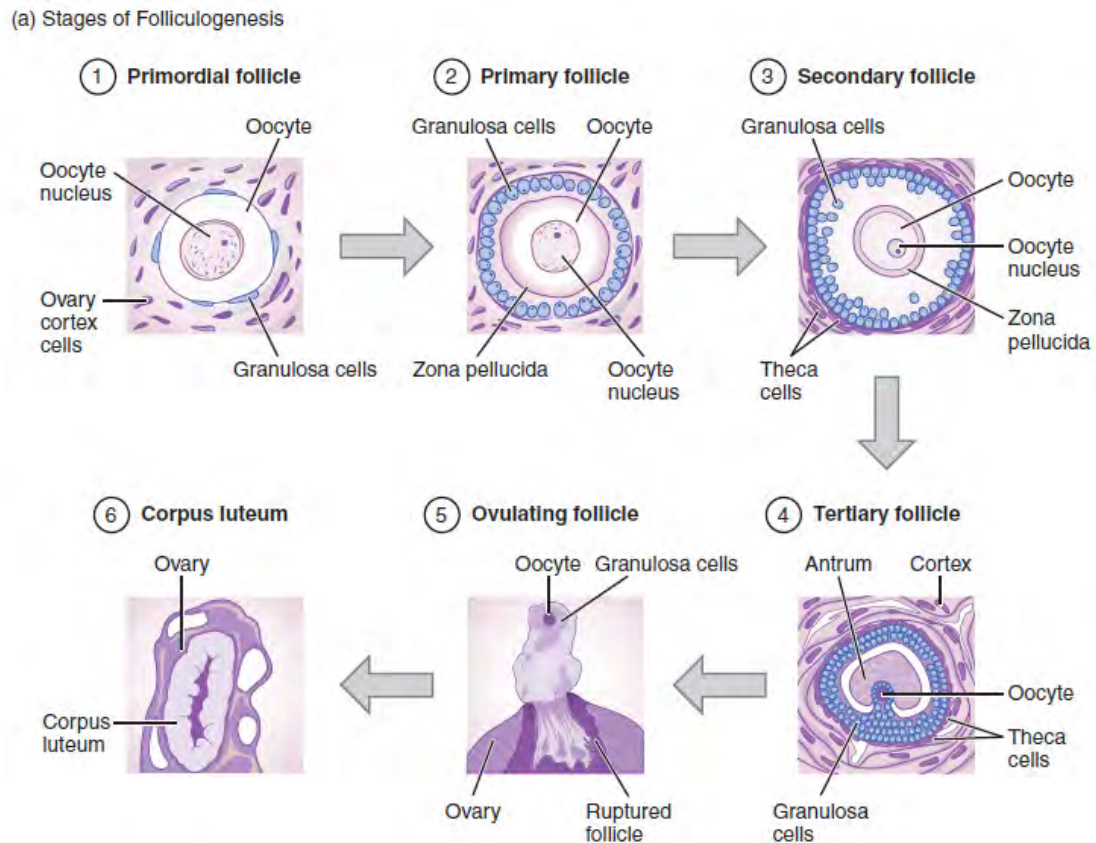 (a) Stages of Folliculogenesis
1 Primordial follicle
Oocyte
Oocyte
nucleus
Ovary
cortex
cells
Granulosa cells
2 Primary follicle
Granulosa cells
Oocyte
Zona pellucida
Oocyte
nucleus
3 Secondary follicle
Granulosa cells
Oocyte
Oocyte
nucleus
Zona
pellucida
Theca
cells
6 Corpus luteum
Ovary
Corpus
luteum
5 Ovulating follicle
Oocyte
Granulosa cells
Ovary
Ruptured
follicle
4 Tertiary follicle
Antrum
Cortex
Oocyte
Theca
cells
Granulosa
cells